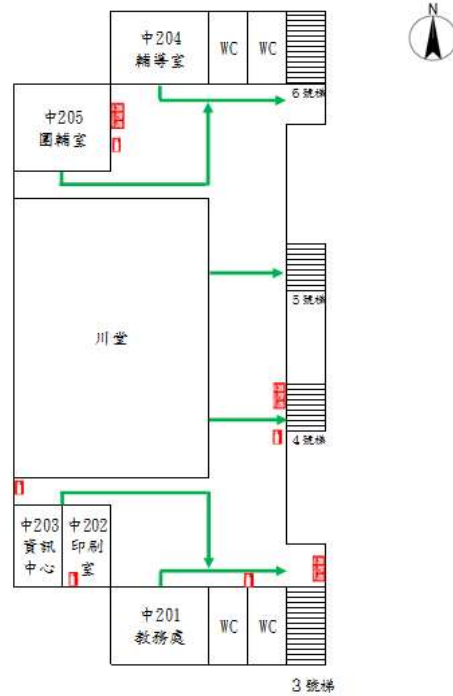 N
中204
輔導室
WC
WC
6號梯
中205
團輔室
5號梯
川堂
4號梯
中203
資訊
中心
中202
印刷
室
中201
教務處
WC
WC
3號梯